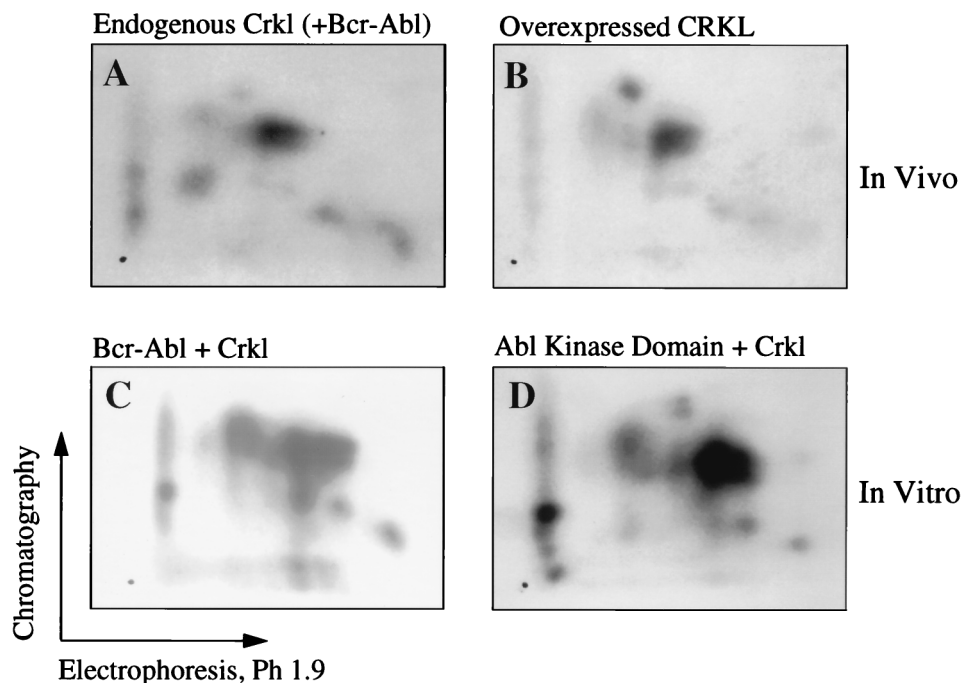 Endogenous Crkl (+Bcr-Abl)
Overexpressed CRKL
A
B
In Vivo
Bcr-Abl + Crkl
Abl Kinase Domain + Crkl
C
D
In Vitro
Chromatography
Electrophoresis, Ph 1.9